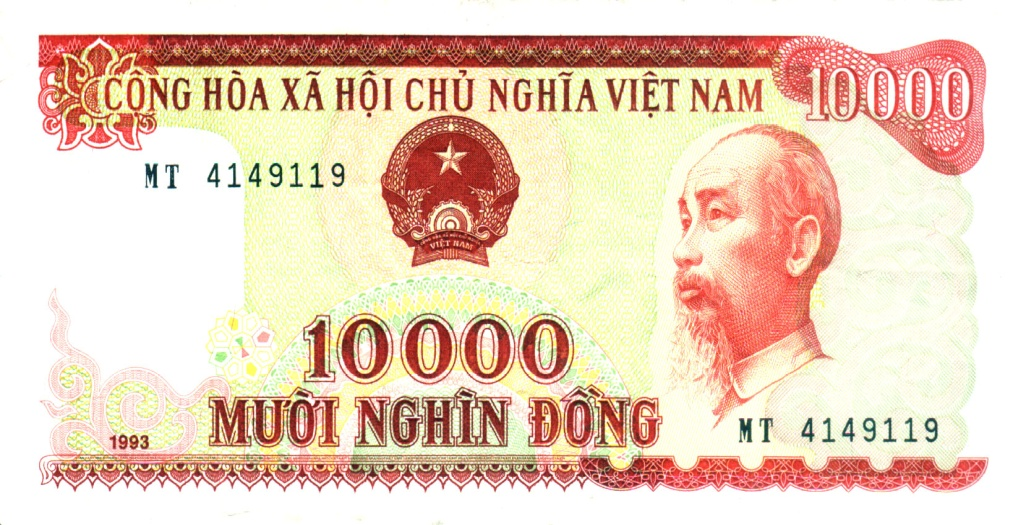 CỘNG HÒA XÃ HỘI CHỦ NGHĨA VIỆT NAM
10000
MT 4149119
VIỆT NAM
10000
MƯỜI NGHÌN ĐỒNG
1993
MT 4149119